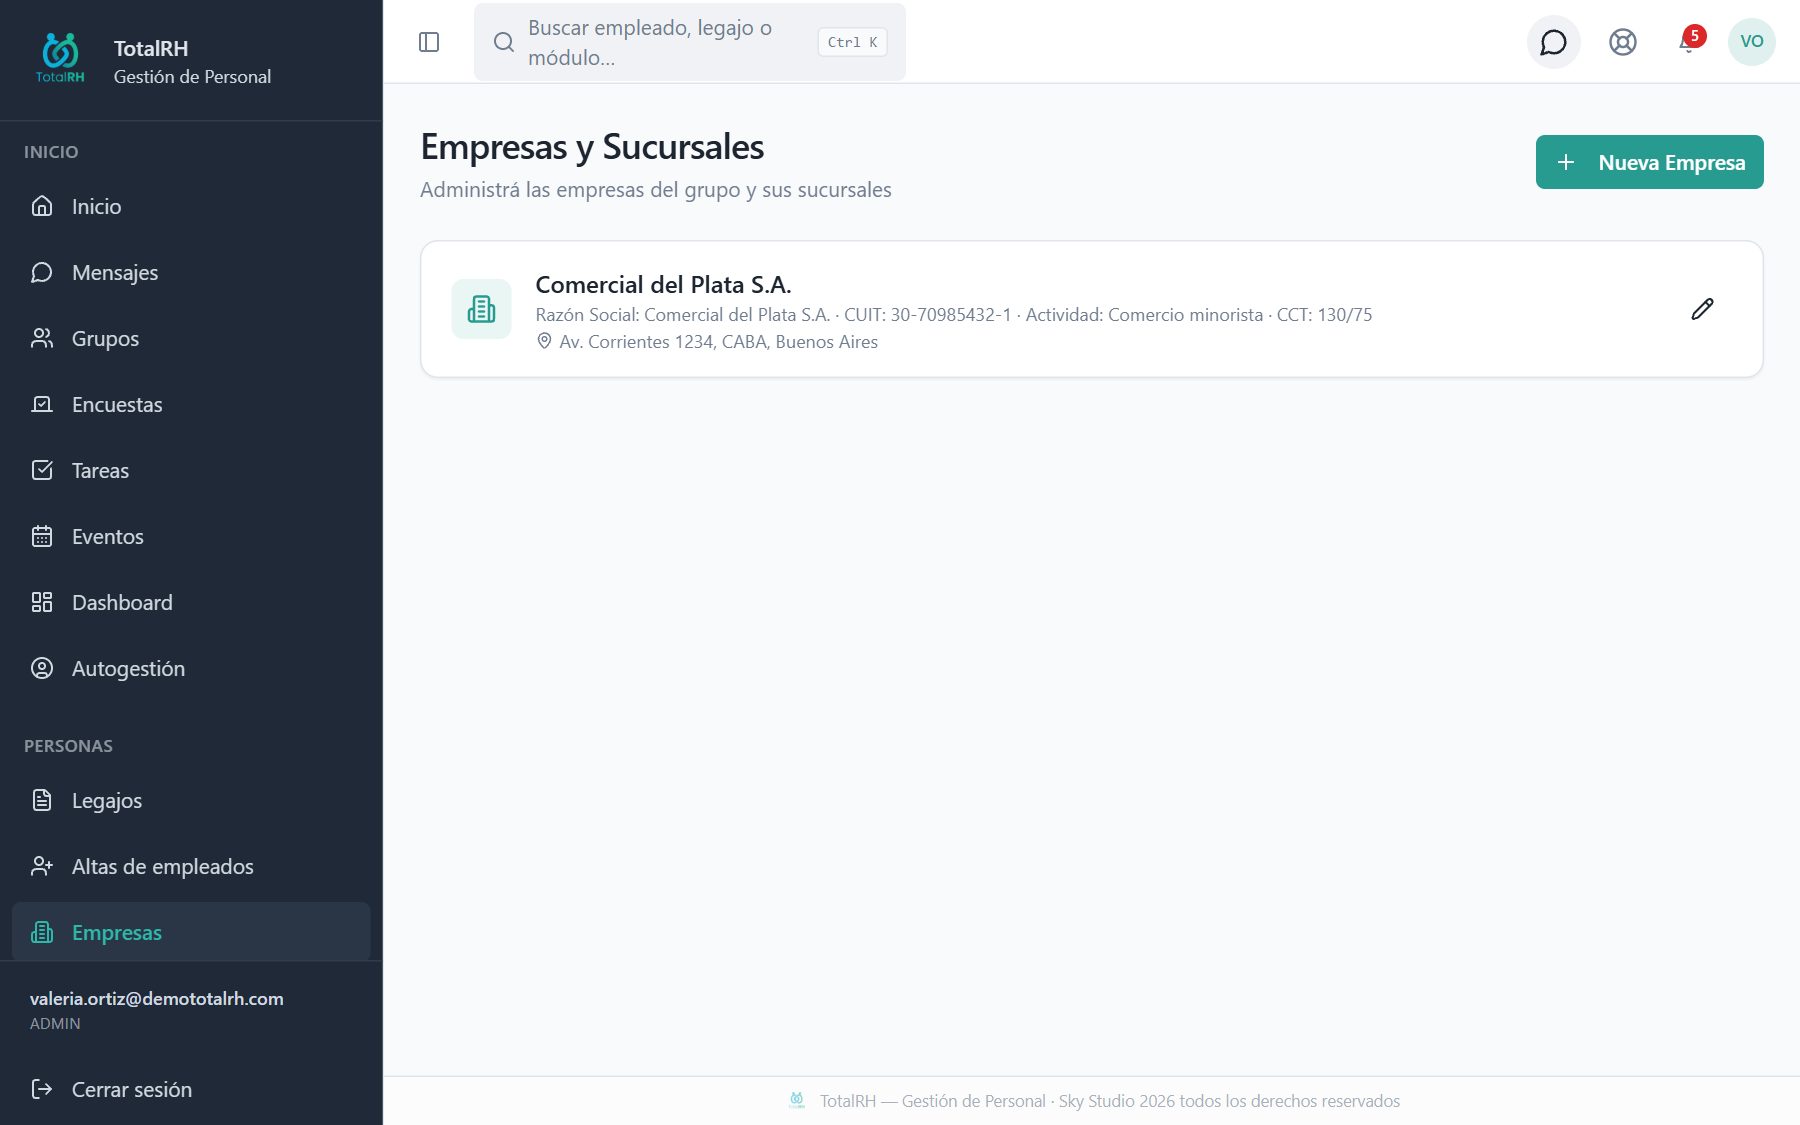 TotalRH
TotalRH
Gestión de Personal
INICIO
Inicio
Mensajes
Grupos
Encuestas
Tareas
Eventos
Dashboard
Autogestión
PERSONAS
Legajos
Altas de empleados
Empresas
valeria.ortiz@demototalrh.com
ADMIN
Cerrar sesión
Buscar empleado, legajo o
módulo...
Ctrl K
5
VO
Empresas y Sucursales
Administrá las empresas del grupo y sus sucursales
Nueva Empresa
Comercial del Plata S.A.
Razón Social: Comercial del Plata S.A. · CUIT: 30-70985432-1 · Actividad: Comercio minorista · CCT: 130/75
Av. Corrientes 1234, CABA, Buenos Aires
TotalRH — Gestión de Personal · Sky Studio 2026 todos los derechos reservados